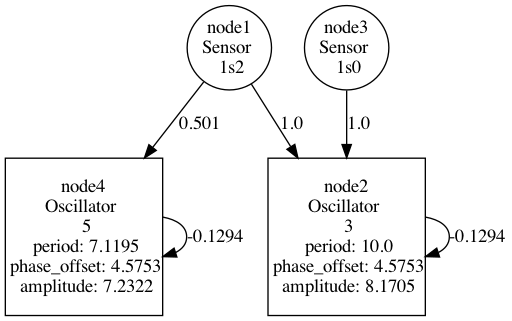 node1
Sensor
1s2
node3
Sensor
1s0
0.501
1.0
1.0
node4
Oscillator
5
period: 7.1195
phase_offset: 4.5753
amplitude: 7.2322
-0.1294
node2
Oscillator
3
period: 10.0
phase_offset: 4.5753
amplitude: 8.1705
-0.1294